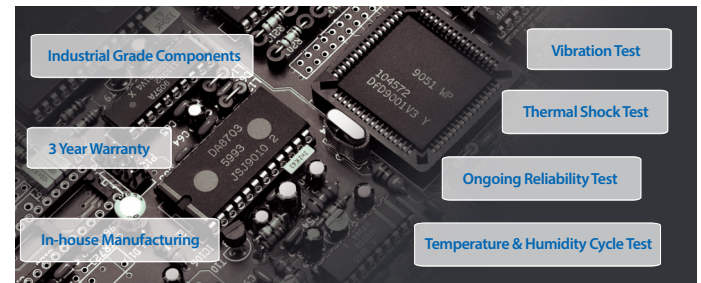 Industrial Grade Components
Vibration Test
9051 WP
104572
DFD9001V3 Y
Thermal Shock Test
DA8703
5993
JSJ9010 2
3 Year Warranty
Ongoing Reliability Test
In-house Manufacturing
Temperature & Humidity Cycle Test